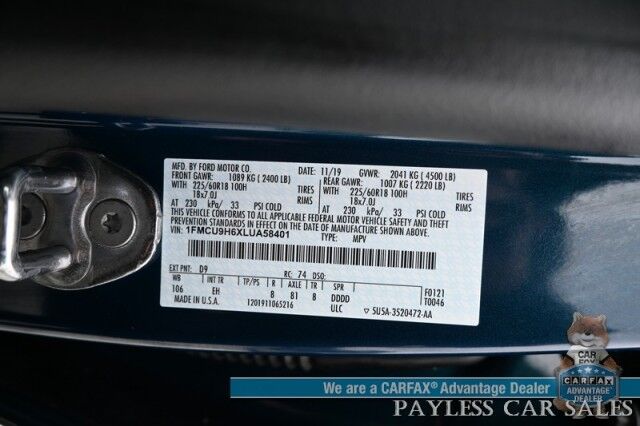 MFD. BY FORD MOTOR CO. 11/19 GVWR: 2041 KG (4500 LB)
FRONT GAWR: 1089 KG (2400 LB) REAR GAWR: 1007 KG (2220 LB)
WITH 225/60R18 100H TIRES WITH 225/60R18 100H TIRES
18x7.0J RIMS 18x7.0J RIMS
AT 230 kPa/ 33 PSI COLD AT 230 kPa/ 33 PSI COLD
THIS VEHICLE CONFORMS TO ALL APPLICABLE FEDERAL MOTOR VEHICLE SAFETY AND THEFT
PREVENTION STANDARDS IN EFFECT ON THE DATE OF MANUFACTURE SHOWN ABOVE.
VIN: 1FMCU9H6XLUA58401
TYPE: MPV
EXT PNT: D9 RC: 74 DSO:
WB INT TR TP/PS R AXLE TR SPR F0121
106 EH 8 81 8 DDDD T0046
MADE IN U.S.A. 1201911065216 ULC 5U5A-3520472-AA
CAR
FOX
CARFAX
ADVANTAGE
DEALER
We are a CARFAX® Advantage Dealer
PAYLESS CAR SALES